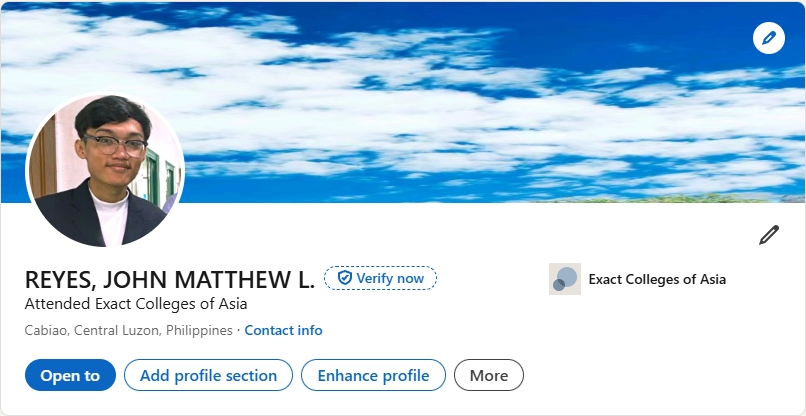 REYES, JOHN MATTHEW L. Verify now
Exact Colleges of Asia
Attended Exact Colleges of Asia
Cabiao, Central Luzon, Philippines · Contact info
Open to Add profile section Enhance profile More